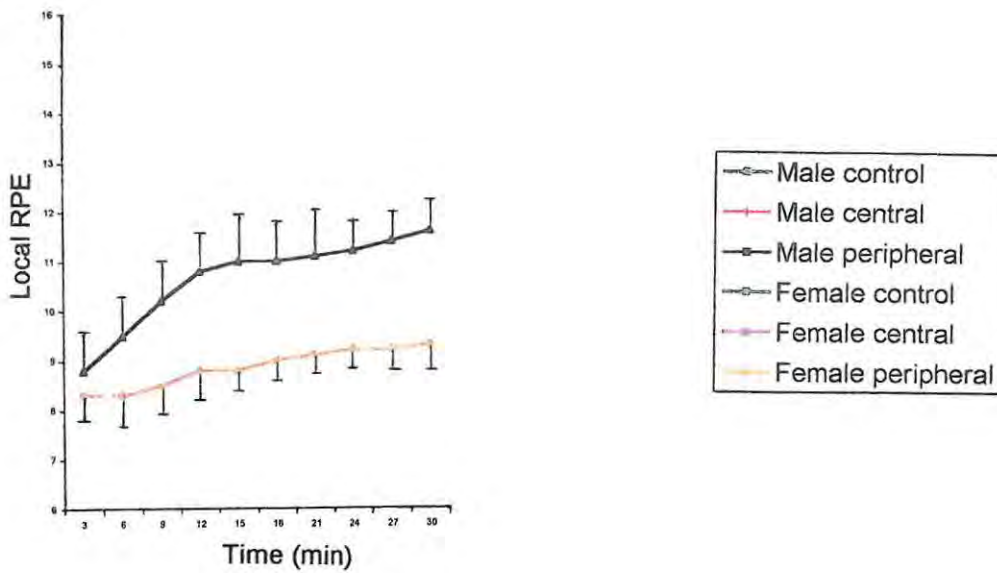 16
15
14
13
12
11
10
9
8
7
6
Local RPE
3 6 9 12 15 18 21 24 27 30
Time (min)
Male control
Male central
Male peripheral
Female control
Female central
Female peripheral